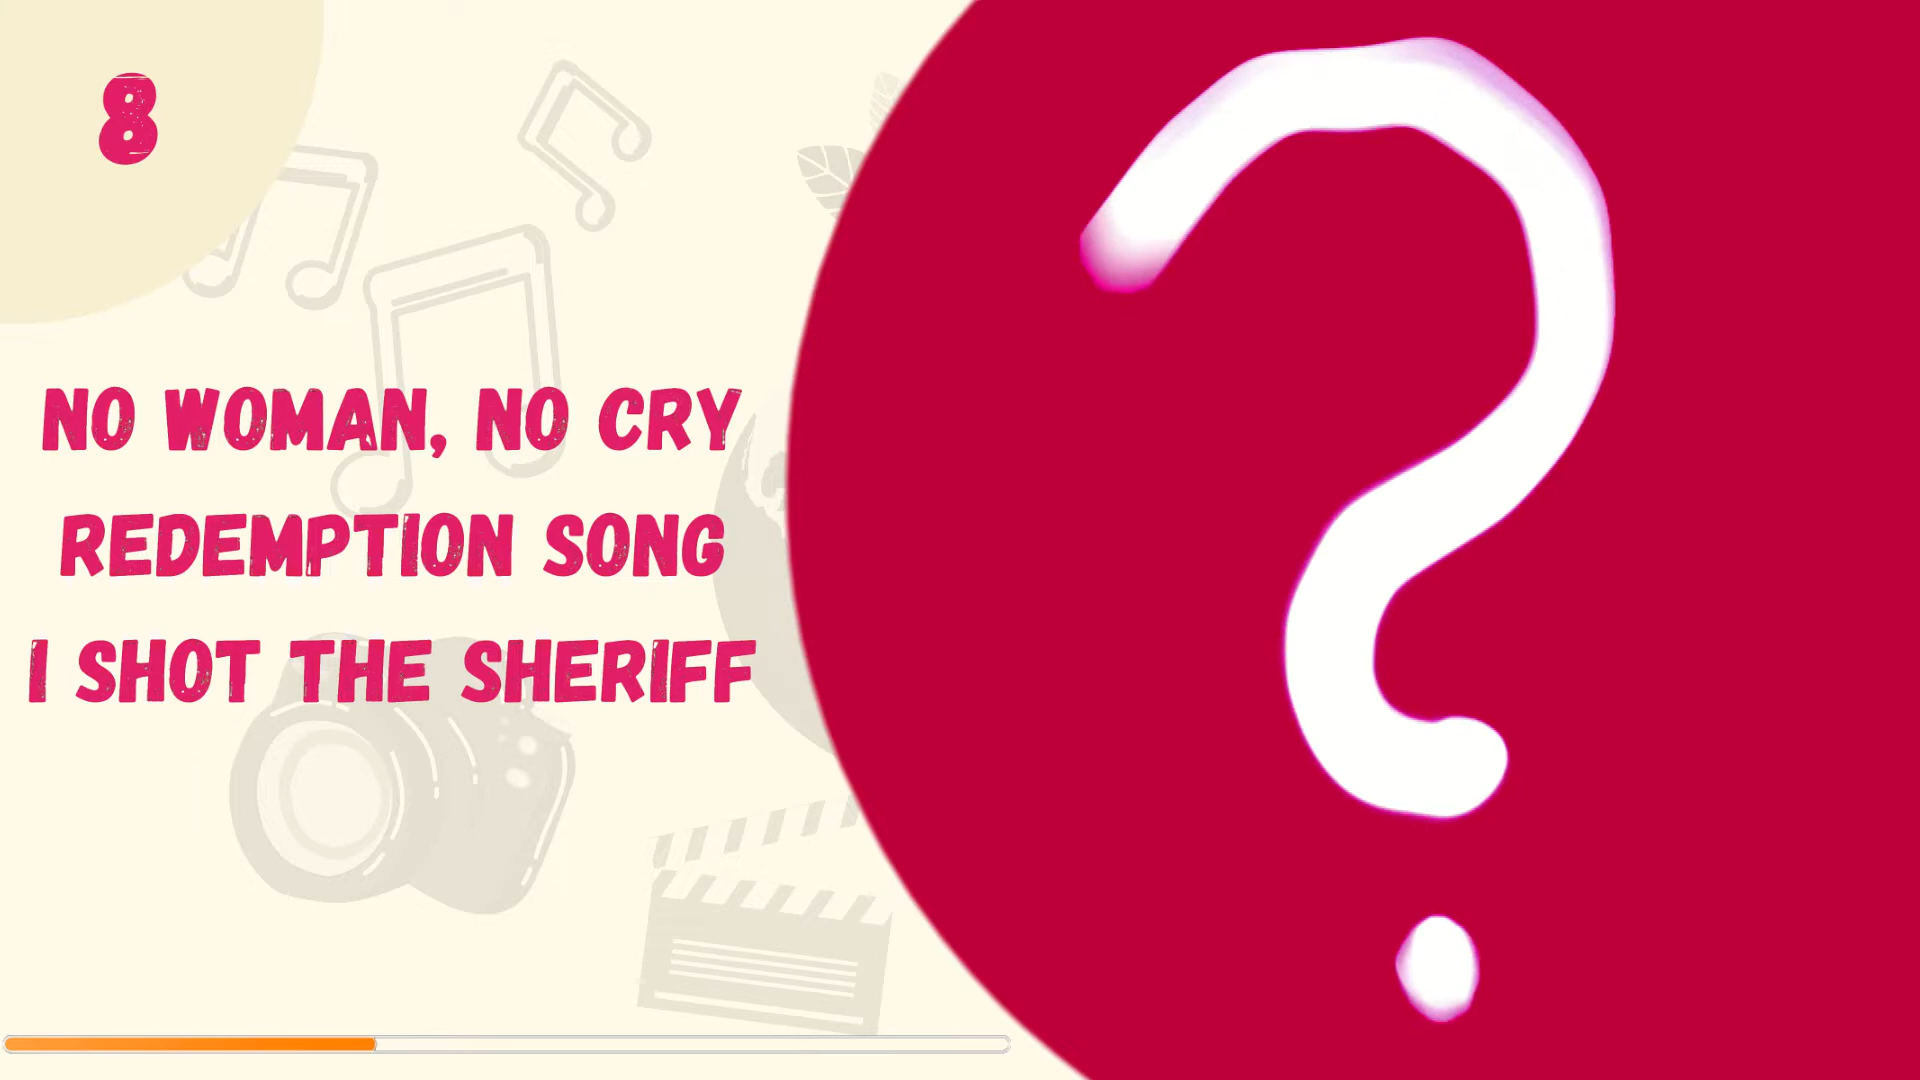 8
NO WOMAN, NO CRY
REDEMPTION SONG
I SHOT THE SHERIFF
?